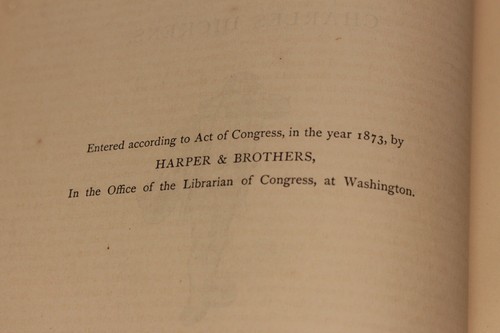 Entered according to Act of Congress, in the year 1873, by
HARPER & BROTHERS,
In the Office of the Librarian of Congress, at Washington.